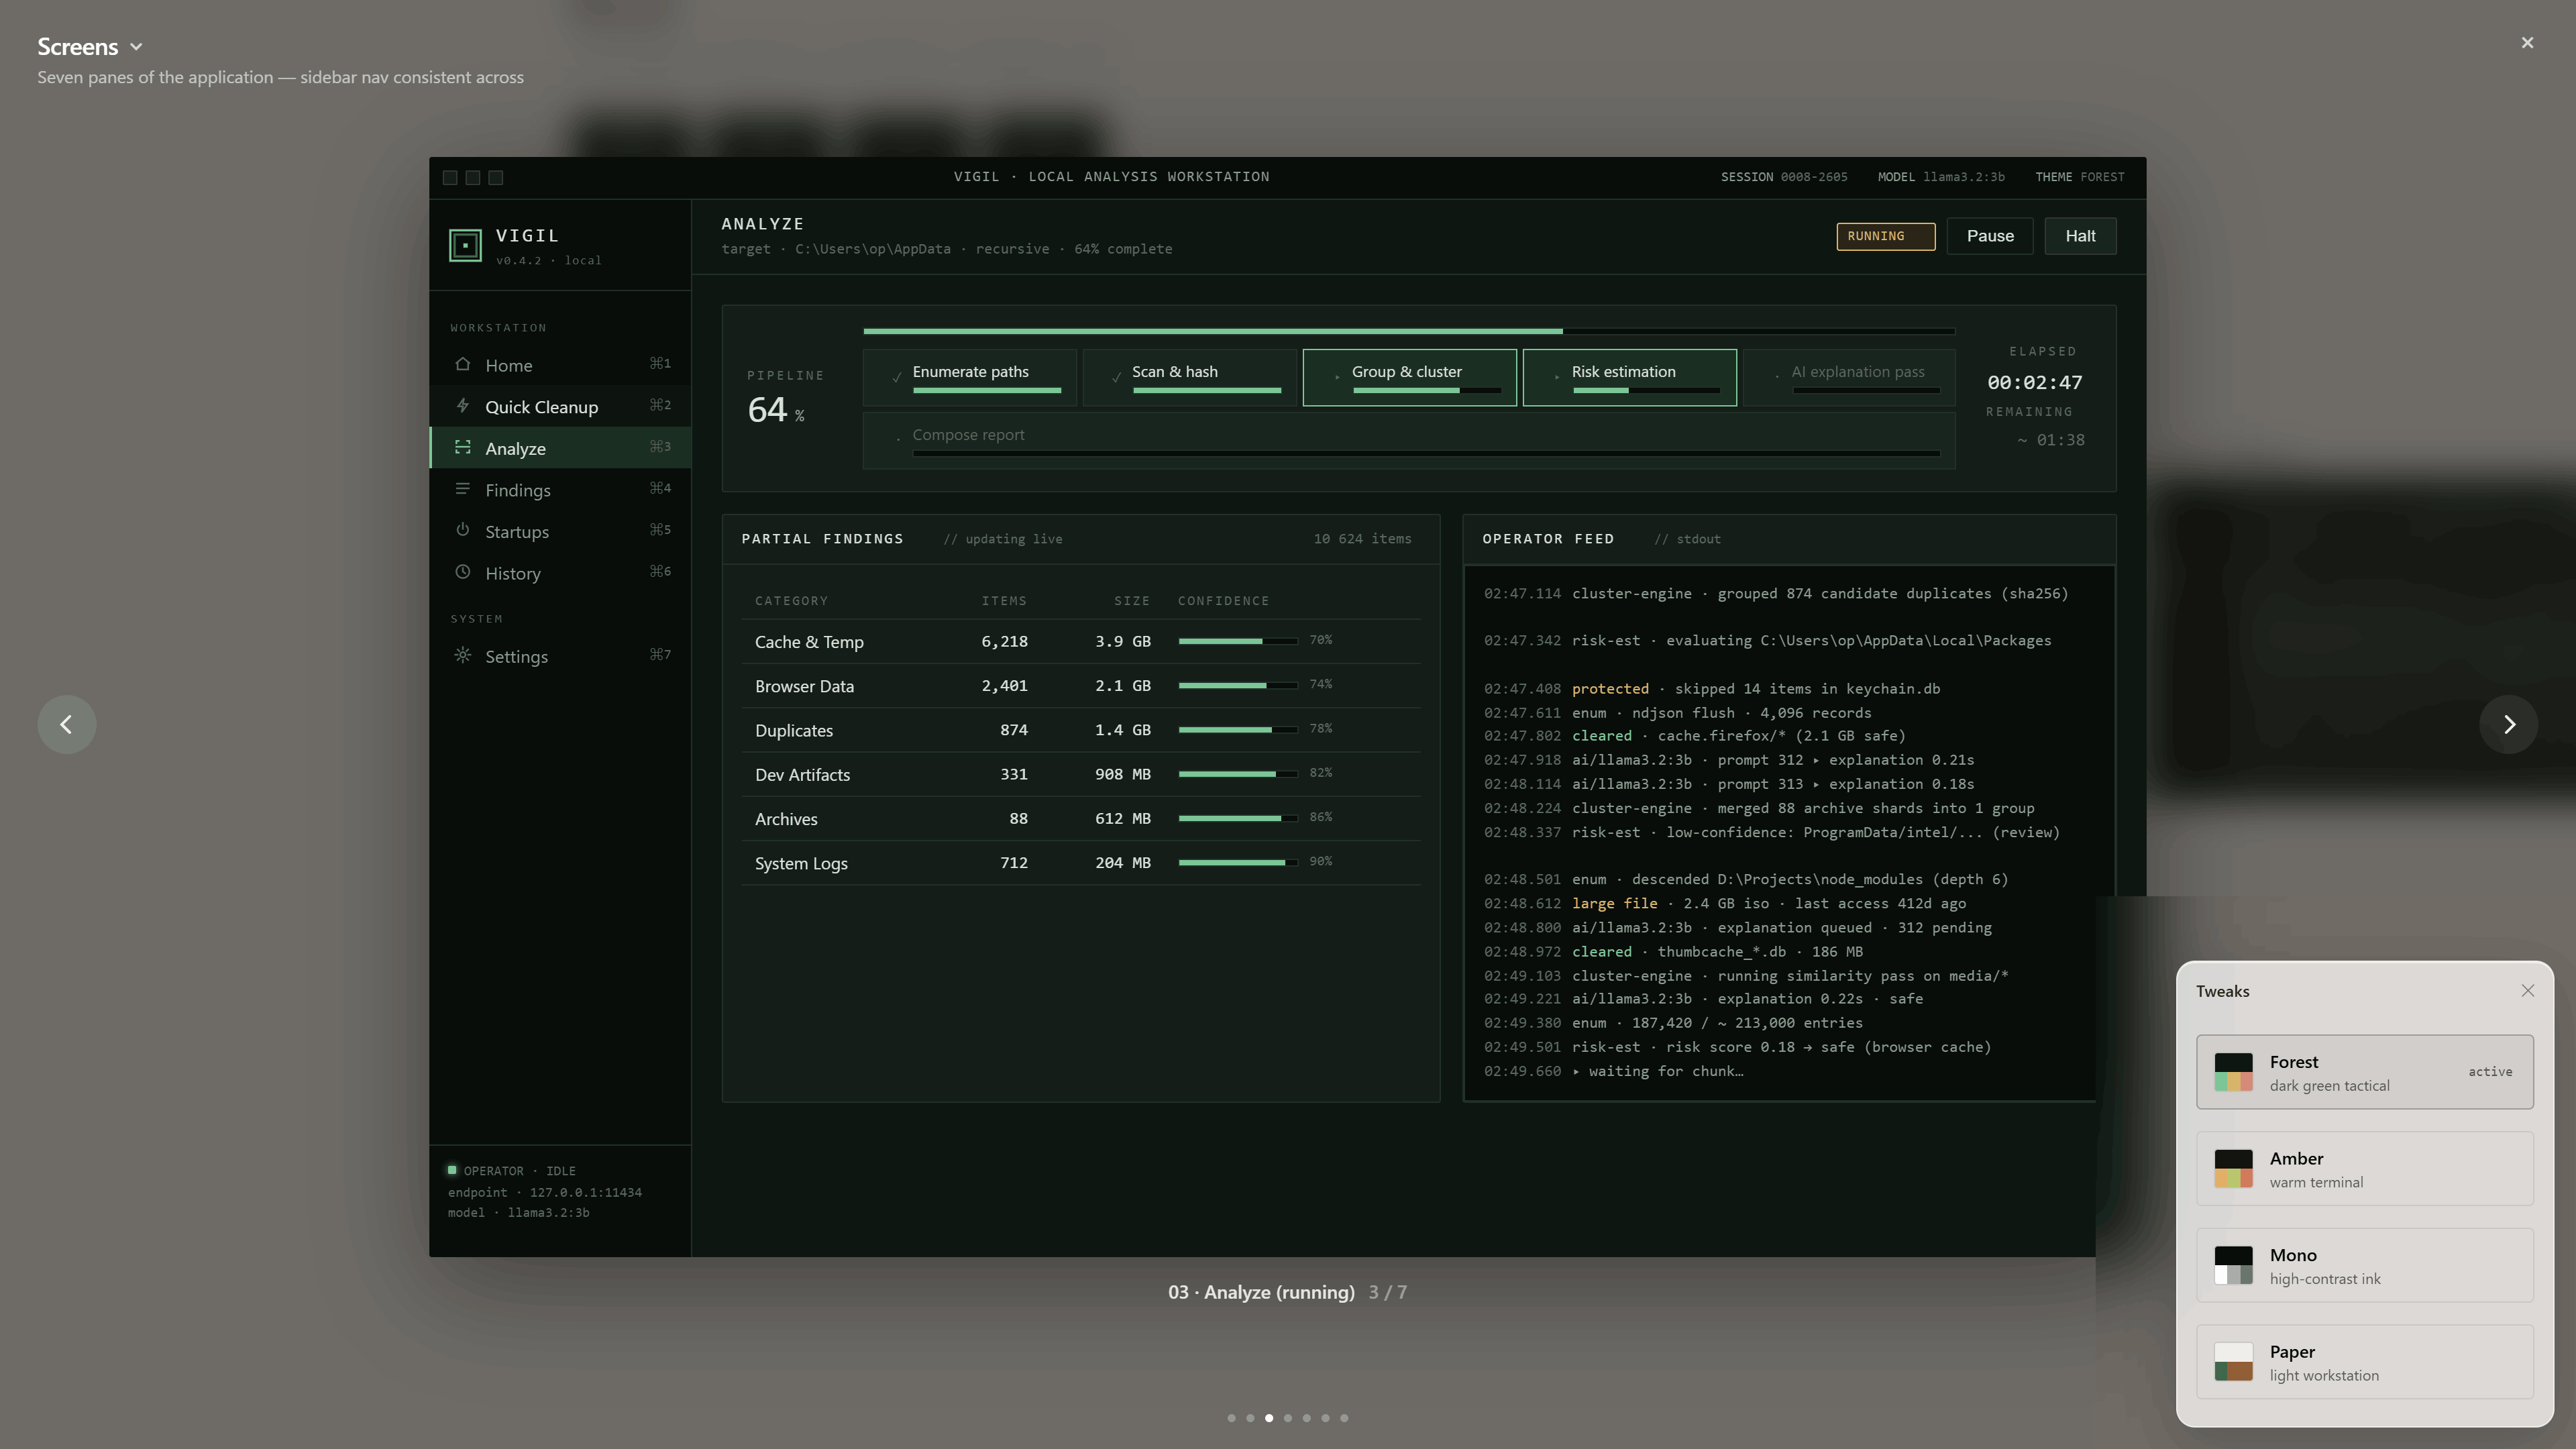 Screens
Seven panes of the application — sidebar nav consistent across
VIGIL · LOCAL ANALYSIS WORKSTATION
SESSION 0008-2605 MODEL llama3.2:3b THEME FOREST
VIGIL
v0.4.2 · local
WORKSTATION
Home ⌘1
Quick Cleanup ⌘2
Analyze ⌘3
Findings ⌘4
Startups ⌘5
History ⌘6
SYSTEM
Settings ⌘7
OPERATOR · IDLE
endpoint · 127.0.0.1:11434
model · llama3.2:3b
ANALYZE
target · C:\Users\op\AppData · recursive · 64% complete
RUNNING
Pause
Halt
PIPELINE
64 %
✓ Enumerate paths
✓ Scan & hash
▸ Group & cluster
▸ Risk estimation
· AI explanation pass
· Compose report
ELAPSED
00:02:47
REMAINING
~ 01:38
PARTIAL FINDINGS // updating live 10 624 items
CATEGORY ITEMS SIZE CONFIDENCE
Cache & Temp 6,218 3.9 GB 70%
Browser Data 2,401 2.1 GB 74%
Duplicates 874 1.4 GB 78%
Dev Artifacts 331 908 MB 82%
Archives 88 612 MB 86%
System Logs 712 204 MB 90%
OPERATOR FEED // stdout
02:47.114 cluster-engine · grouped 874 candidate duplicates (sha256)
02:47.342 risk-est · evaluating C:\Users\op\AppData\Local\Packages
02:47.408 protected · skipped 14 items in keychain.db
02:47.611 enum · ndjson flush · 4,096 records
02:47.802 cleared · cache.firefox/* (2.1 GB safe)
02:47.918 ai/llama3.2:3b · prompt 312 ▸ explanation 0.21s
02:48.114 ai/llama3.2:3b · prompt 313 ▸ explanation 0.18s
02:48.224 cluster-engine · merged 88 archive shards into 1 group
02:48.337 risk-est · low-confidence: ProgramData/intel/... (review)
02:48.501 enum · descended D:\Projects\node_modules (depth 6)
02:48.612 large file · 2.4 GB iso · last access 412d ago
02:48.800 ai/llama3.2:3b · explanation queued · 312 pending
02:48.972 cleared · thumbcache_*.db · 186 MB
02:49.103 cluster-engine · running similarity pass on media/*
02:49.221 ai/llama3.2:3b · explanation 0.22s · safe
02:49.380 enum · 187,420 / ~ 213,000 entries
02:49.501 risk-est · risk score 0.18 → safe (browser cache)
02:49.660 ▸ waiting for chunk…
03 · Analyze (running) 3 / 7
Tweaks
Forest
dark green tactical
active
Amber
warm terminal
Mono
high-contrast ink
Paper
light workstation